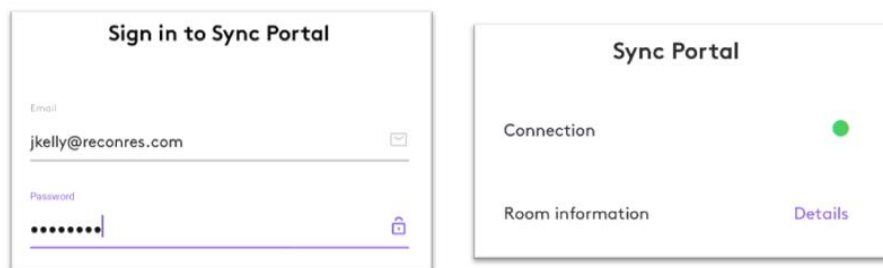 Sign in to Sync Portal
Email
jkelly@reconres.com
Password
••••••••
Sync Portal
Connection
Room information
Details